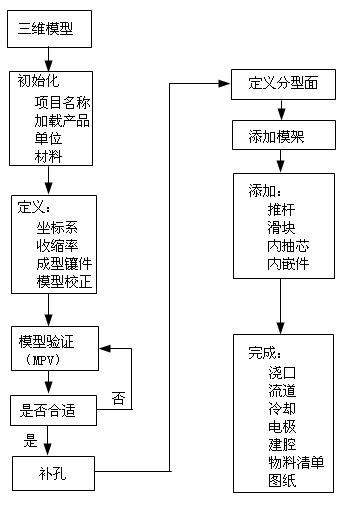 三维模型
初始化
项目名称
加载产品
单位
材料
定义：
坐标系
收缩率
成型镶件
模型校正
模型验证
（MPV）
是否合适
否
是
补孔
定义分型面
添加模架
添加：
推杆
滑块
内抽芯
内嵌件
完成：
浇口
流道
冷却
电极
建腔
物料清单
图纸